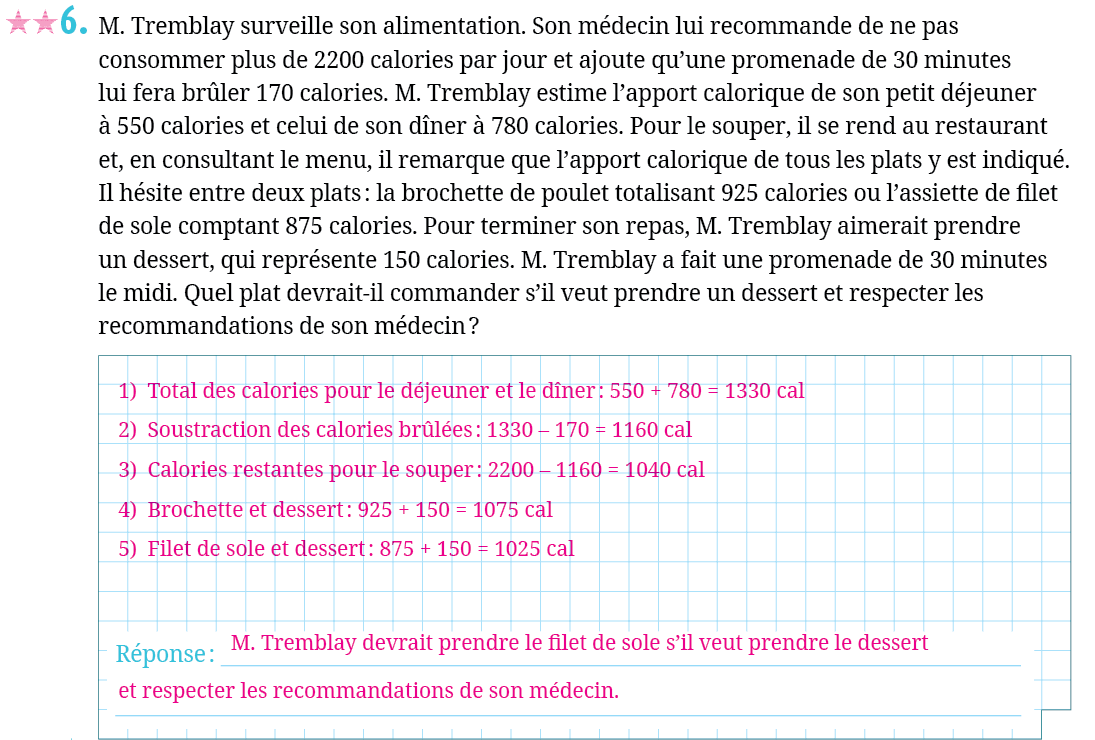 6. M. Tremblay surveille son alimentation. Son médecin lui recommande de ne pas
consommer plus de 2200 calories par jour et ajoute qu’une promenade de 30 minutes
lui fera brûler 170 calories. M. Tremblay estime l’apport calorique de son petit déjeuner
à 550 calories et celui de son dîner à 780 calories. Pour le souper, il se rend au restaurant
et, en consultant le menu, il remarque que l’apport calorique de tous les plats y est indiqué.
Il hésite entre deux plats : la brochette de poulet totalisant 925 calories ou l’assiette de filet
de sole comptant 875 calories. Pour terminer son repas, M. Tremblay aimerait prendre
un dessert, qui représente 150 calories. M. Tremblay a fait une promenade de 30 minutes
le midi. Quel plat devrait-il commander s’il veut prendre un dessert et respecter les
recommandations de son médecin ?
1) Total des calories pour le déjeuner et le dîner : 550 + 780 = 1330 cal
2) Soustraction des calories brûlées : 1330 – 170 = 1160 cal
3) Calories restantes pour le souper : 2200 – 1160 = 1040 cal
4) Brochette et dessert : 925 + 150 = 1075 cal
5) Filet de sole et dessert : 875 + 150 = 1025 cal
Réponse : M. Tremblay devrait prendre le filet de sole s’il veut prendre le dessert
et respecter les recommandations de son médecin.